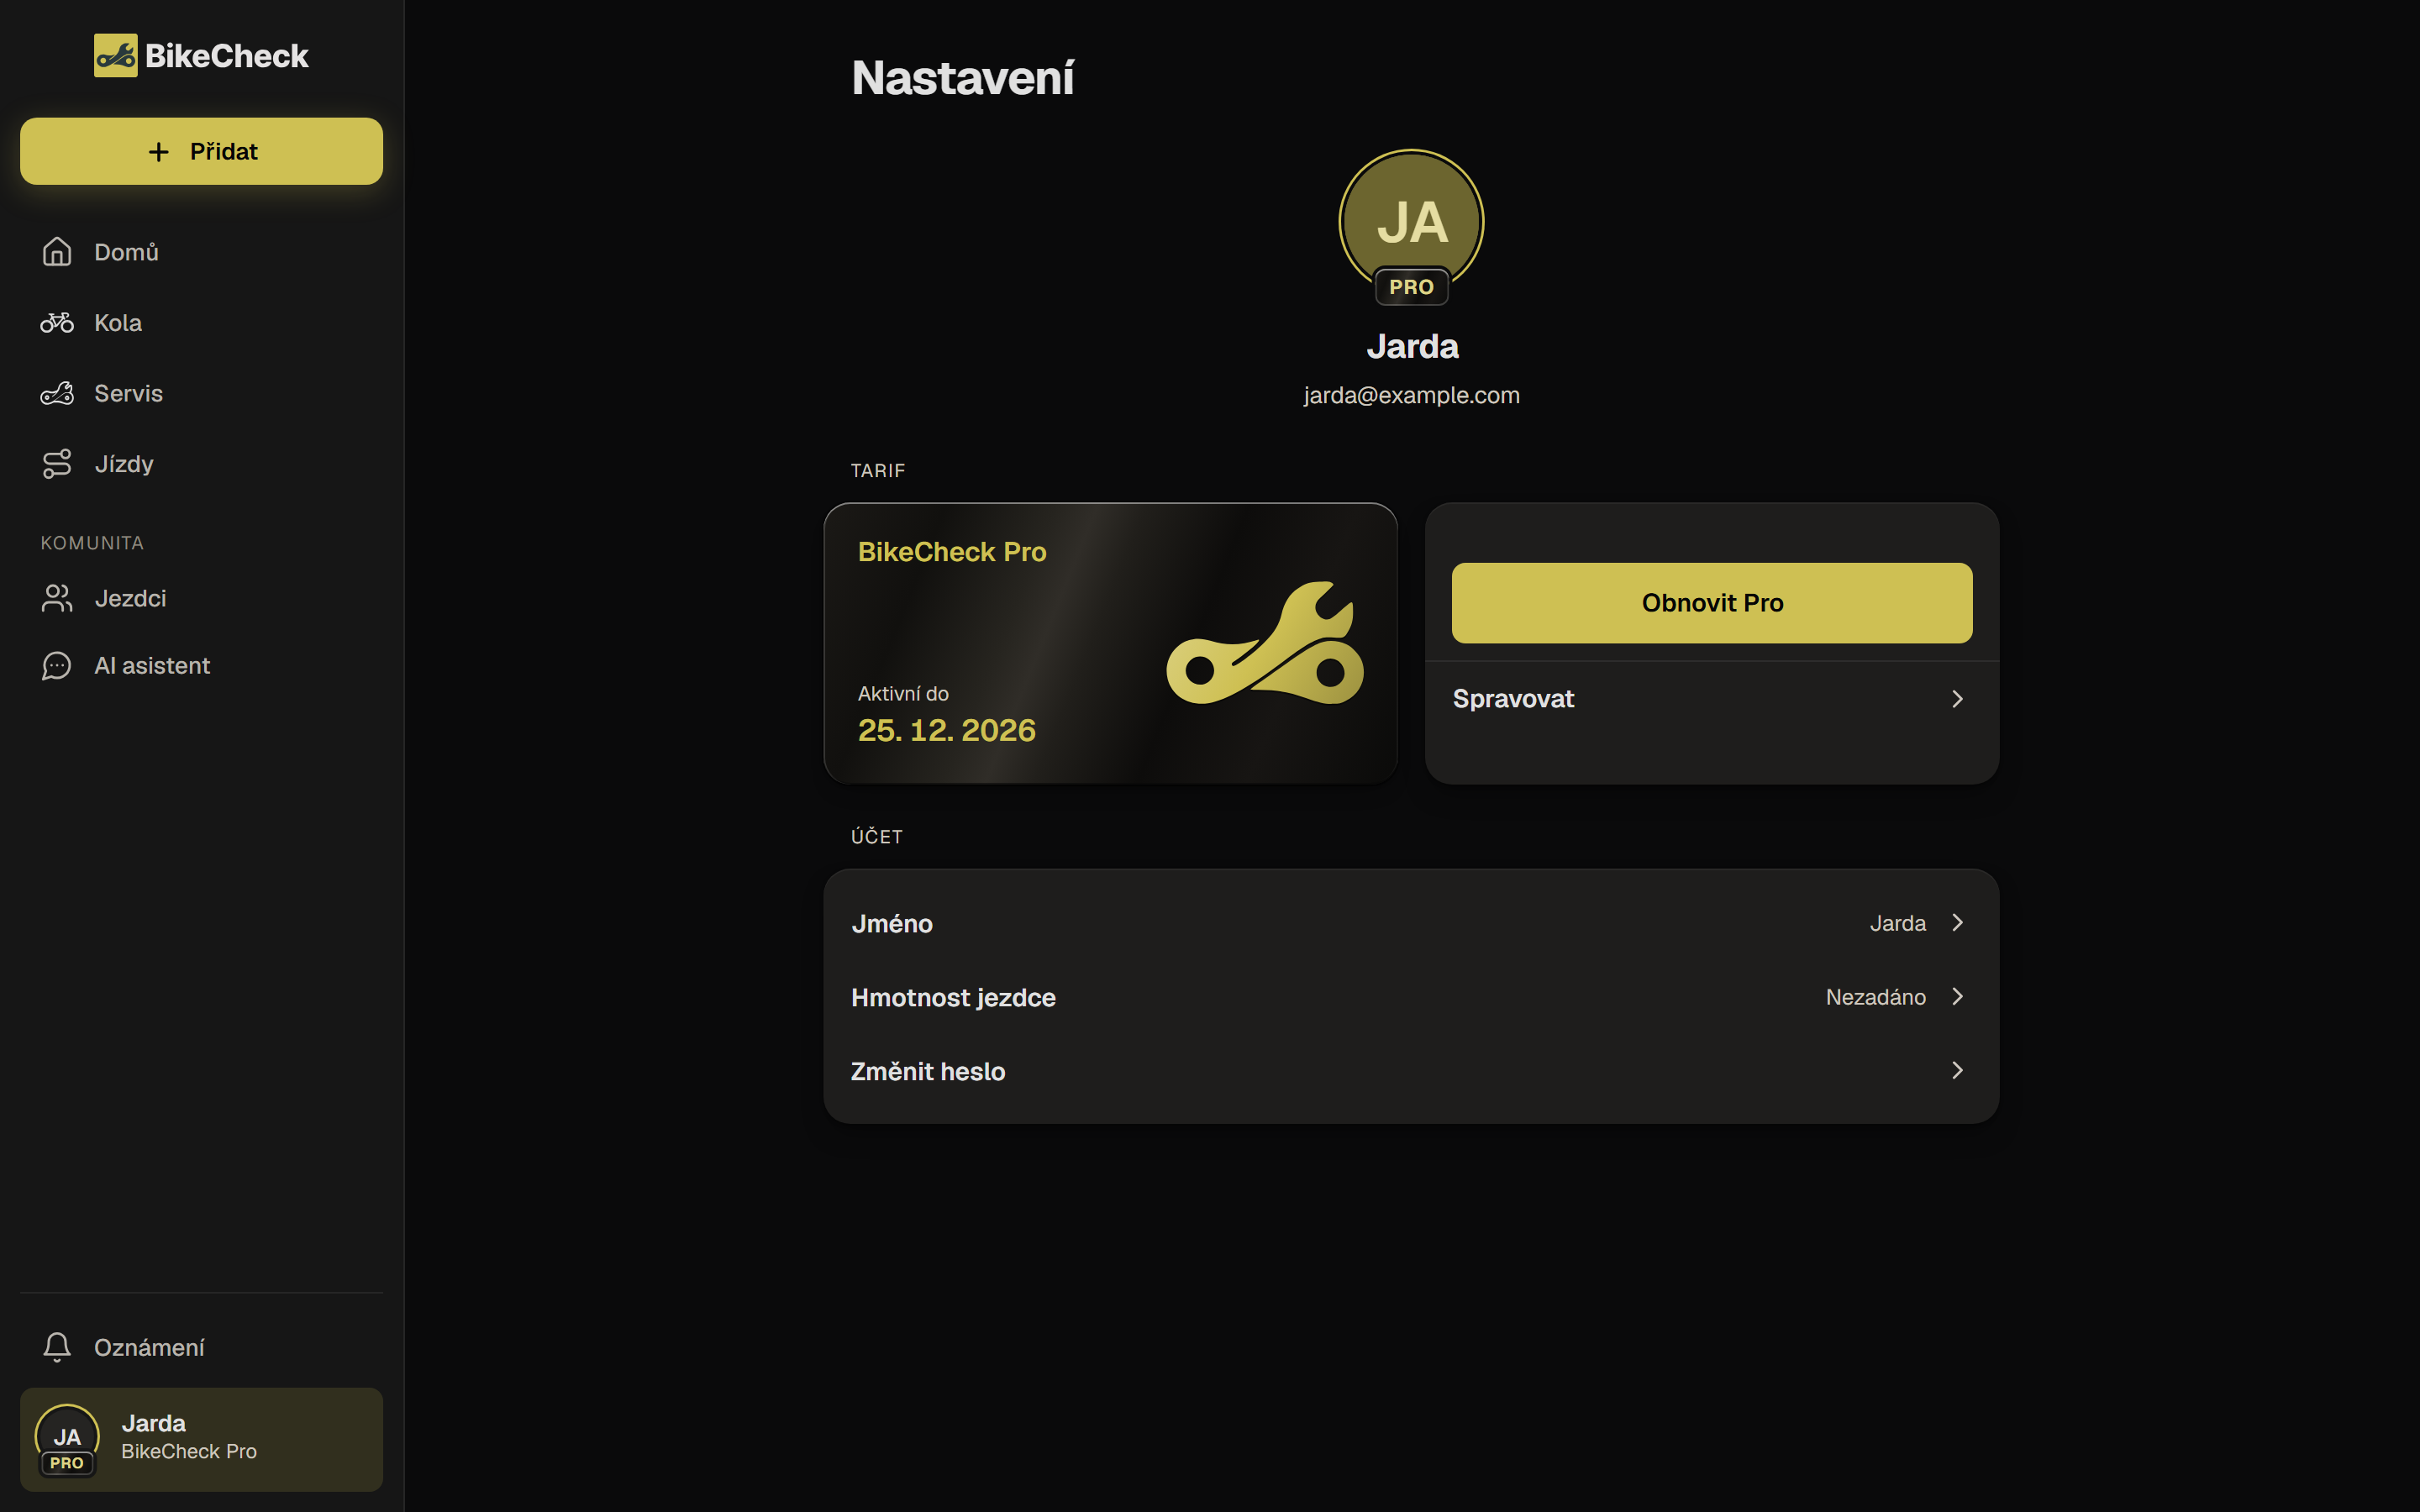 BikeCheck
Přidat
Domů
Kola
Servis
Jízdy
KOMUNITA
Jezdci
AI asistent
Oznámení
JA
PRO
Jarda
BikeCheck Pro
Nastavení
JA
PRO
Jarda
jarda@example.com
TARIF
BikeCheck Pro
Aktivní do
25. 12. 2026
Obnovit Pro
Spravovat
ÚČET
Jméno Jarda
Hmotnost jezdce Nezadáno
Změnit heslo